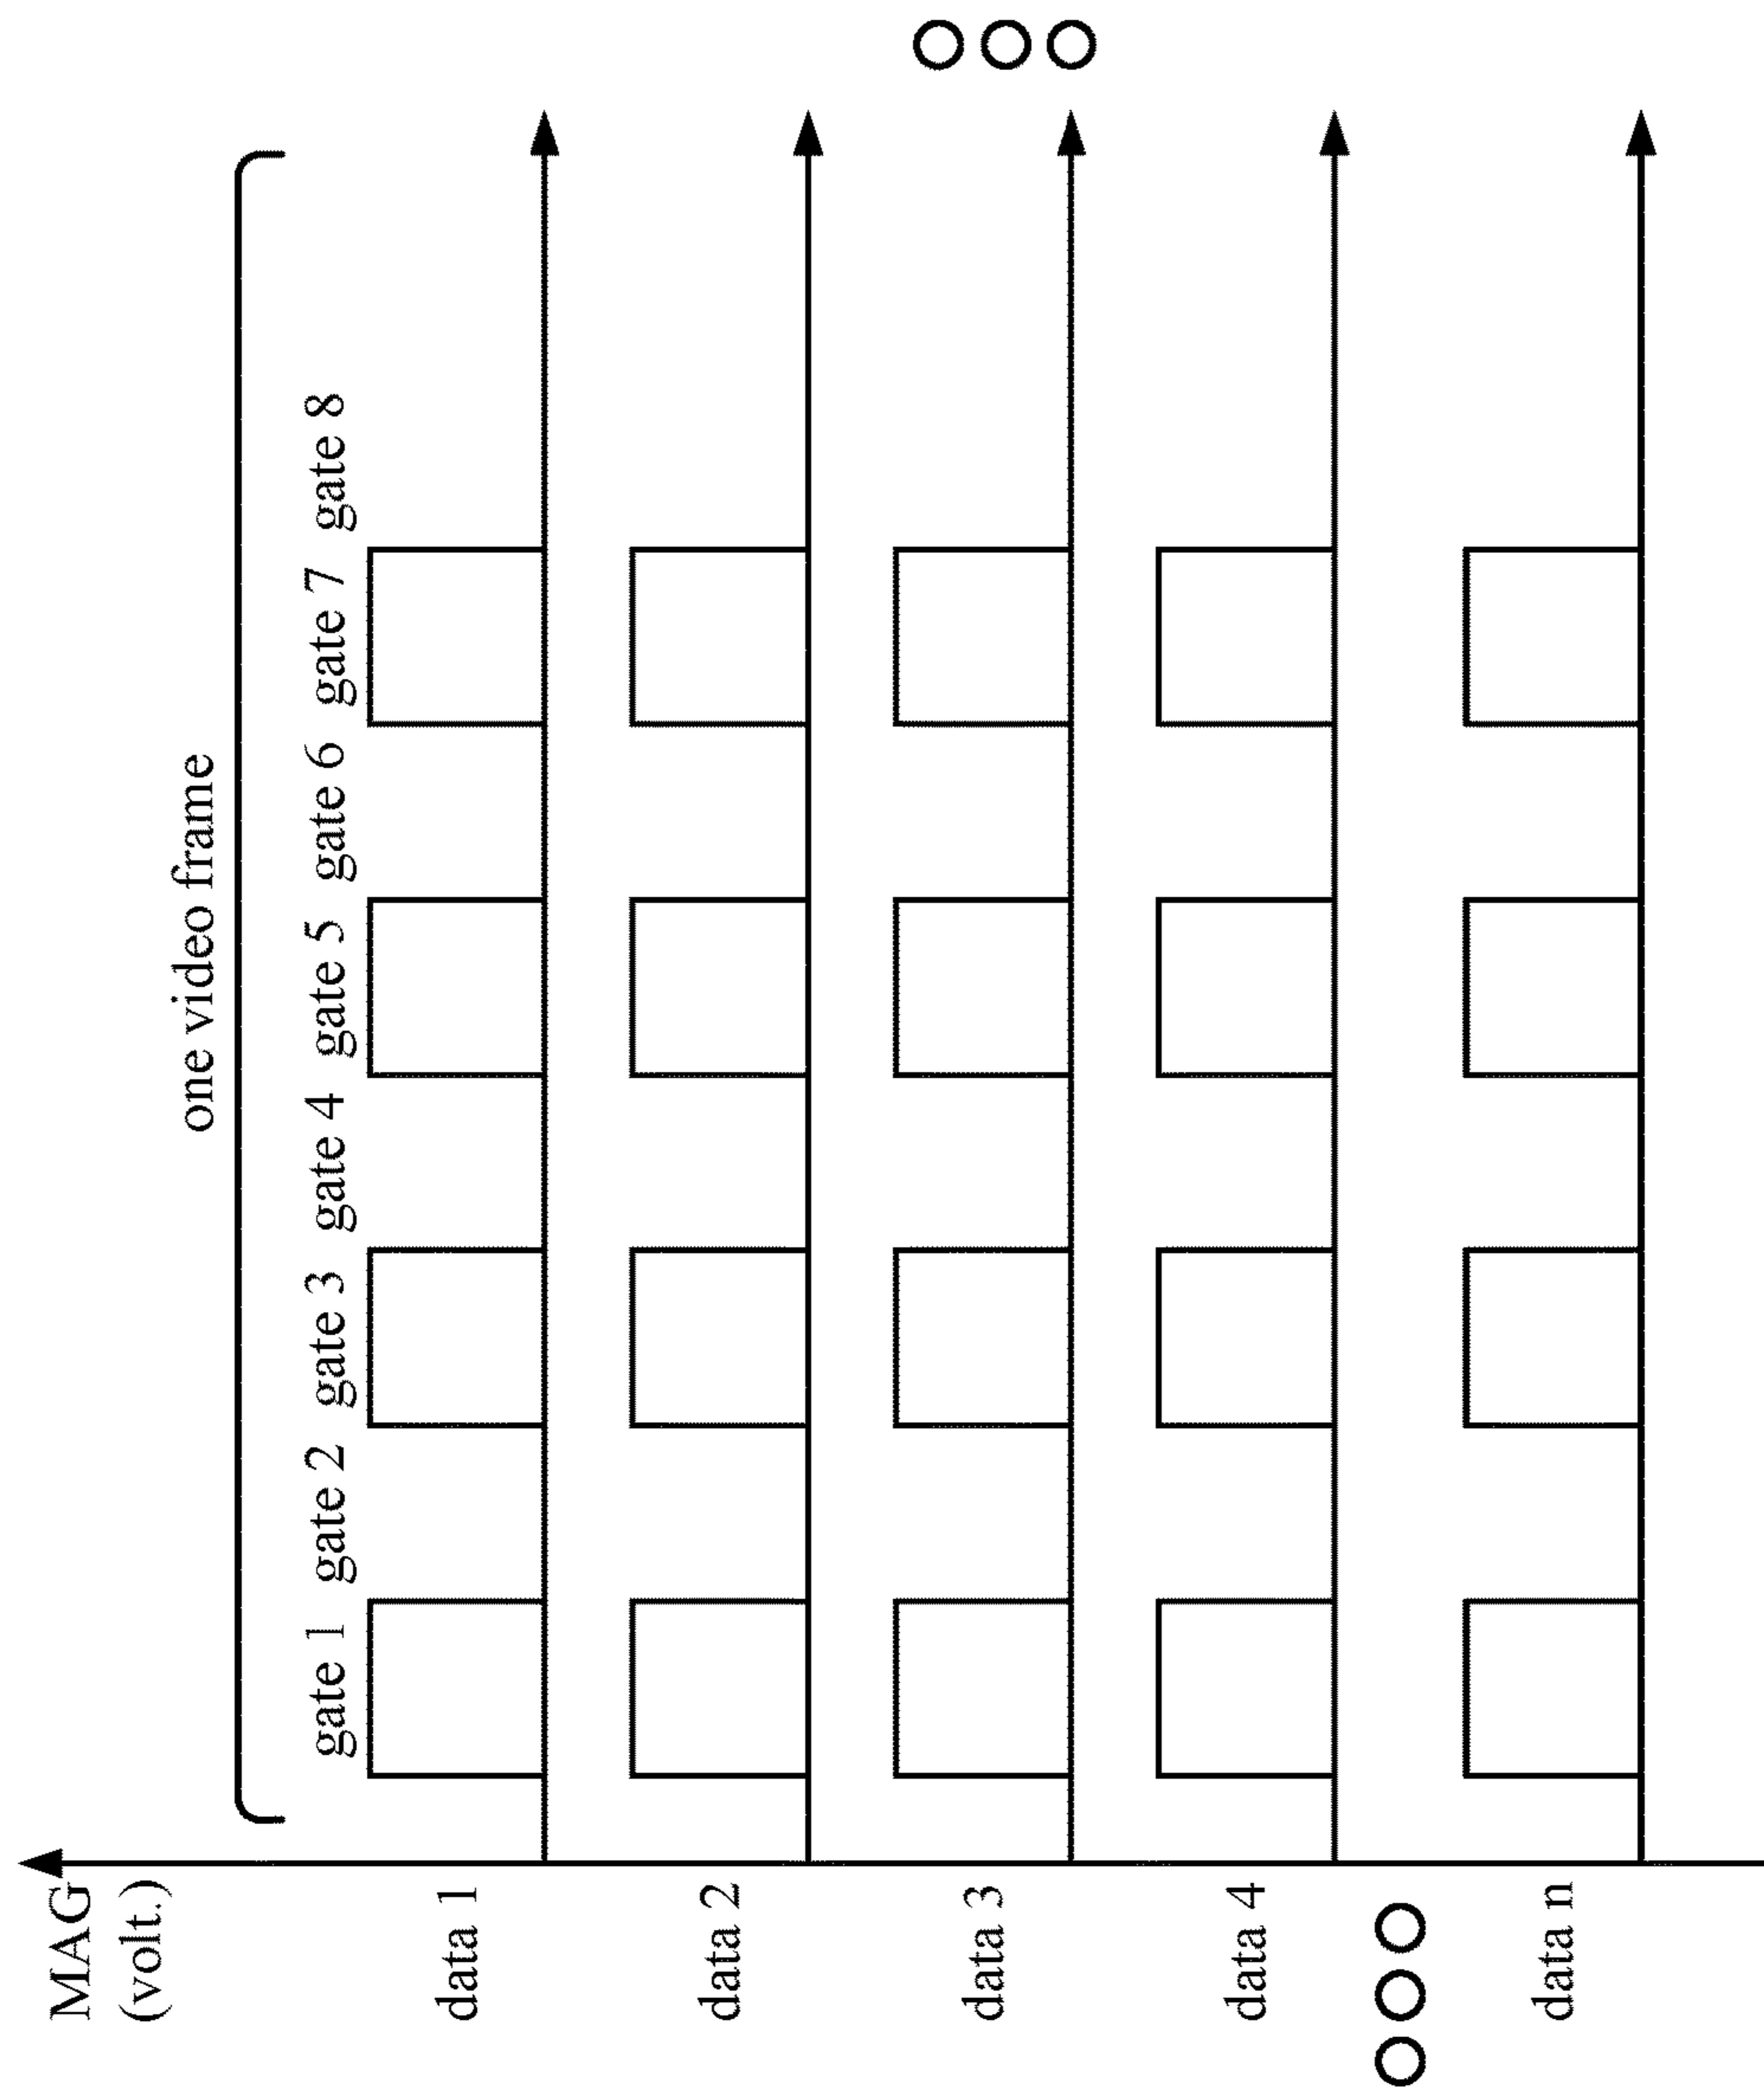 MAG
(volt.)
one video frame
gate 1 gate 2 gate 3 gate 4 gate 5 gate 6 gate 7 gate 8
data 1
data 2
data 3
data 4
data n